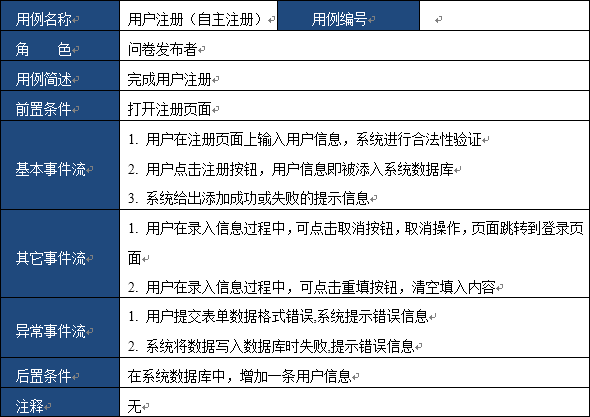 用例名称 用户注册（自主注册） 用例编号
角 色 问卷发布者
用例简述 完成用户注册
前置条件 打开注册页面
基本事件流
1. 用户在注册页面上输入用户信息，系统进行合法性验证
2. 用户点击注册按钮，用户信息即被添入系统数据库
3. 系统给出添加成功或失败的提示信息
其它事件流
1. 用户在录入信息过程中，可点击取消按钮，取消操作，页面跳转到登录页
面
2. 用户在录入信息过程中，可点击重填按钮，清空填入内容
异常事件流
1. 用户提交表单数据格式错误,系统提示错误信息
2. 系统将数据写入数据库时失败,提示错误信息
后置条件 在系统数据库中，增加一条用户信息
注释 无